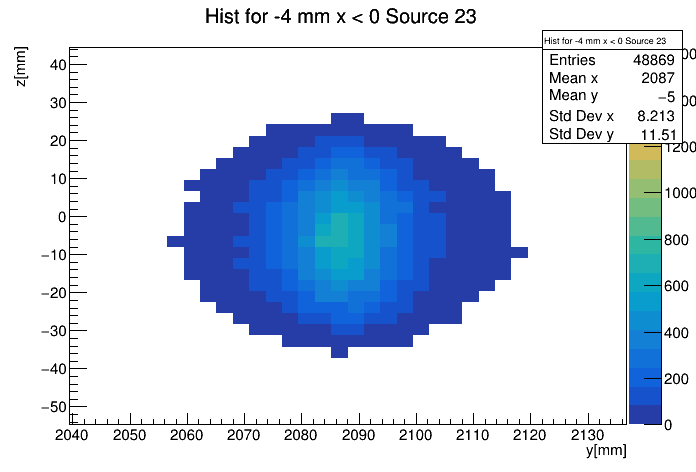 Hist for -4 mm x < 0 Source 23
z[mm]
Hist for -4 mm x < 0 Source 23
Entries 48869
Mean x 2087
Mean y −5
Std Dev x 8.213
Std Dev y 11.51
40
30
20
10
0
−10
−20
−30
−40
−50
1200
1000
800
600
400
200
0
2040 2050 2060 2070 2080 2090 2100 2110 2120 2130
y[mm]